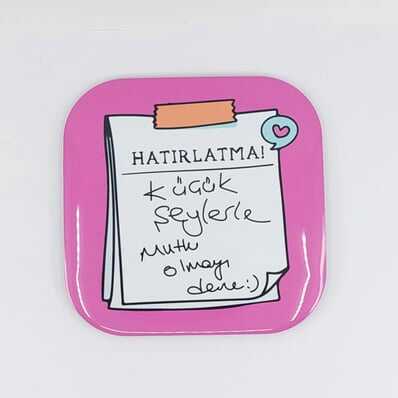 HATIRLATMA!
Küçük
şeylerle
mutlu
olmayı
dene:)